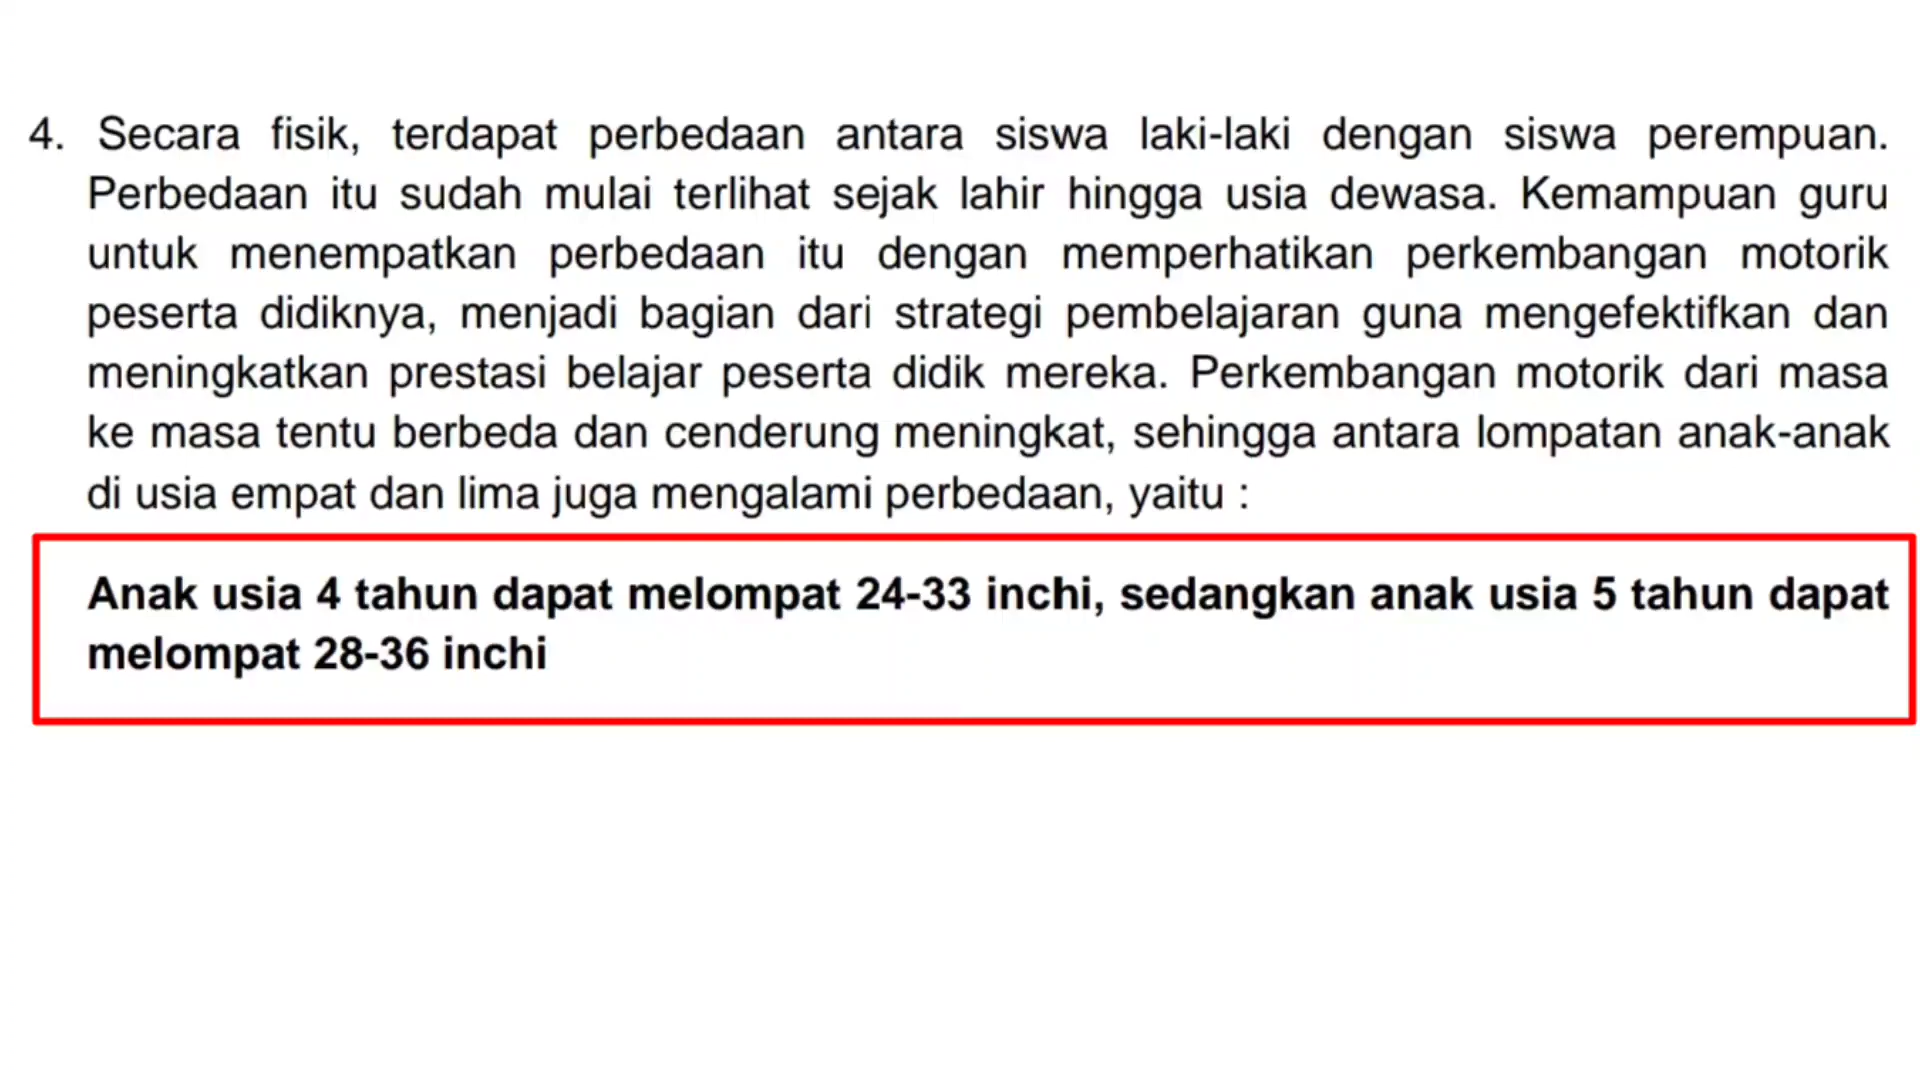 4. Secara fisik, terdapat perbedaan antara siswa laki-laki dengan siswa perempuan.
Perbedaan itu sudah mulai terlihat sejak lahir hingga usia dewasa. Kemampuan guru
untuk menempatkan perbedaan itu dengan memperhatikan perkembangan motorik
peserta didiknya, menjadi bagian dari strategi pembelajaran guna mengefektifkan dan
meningkatkan prestasi belajar peserta didik mereka. Perkembangan motorik dari masa
ke masa tentu berbeda dan cenderung meningkat, sehingga antara lompatan anak-anak
di usia empat dan lima juga mengalami perbedaan, yaitu :
Anak usia 4 tahun dapat melompat 24-33 inchi, sedangkan anak usia 5 tahun dapat
melompat 28-36 inchi